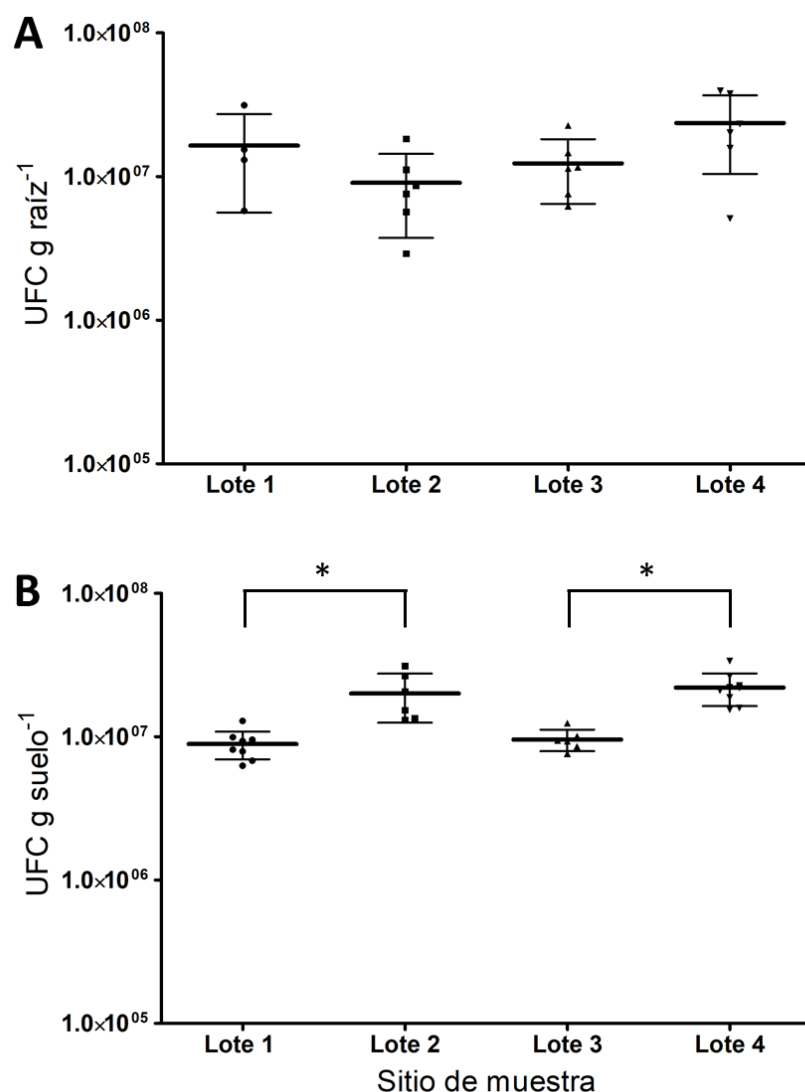 A
1.0×10⁰⁸
1.0×10⁰⁷
1.0×10⁰⁶
1.0×10⁰⁵
UFC g raíz⁻¹
Lote 1 Lote 2 Lote 3 Lote 4
B
* *
1.0×10⁰⁸
1.0×10⁰⁷
1.0×10⁰⁶
1.0×10⁰⁵
UFC g suelo⁻¹
Lote 1 Lote 2 Lote 3 Lote 4
Sitio de muestra